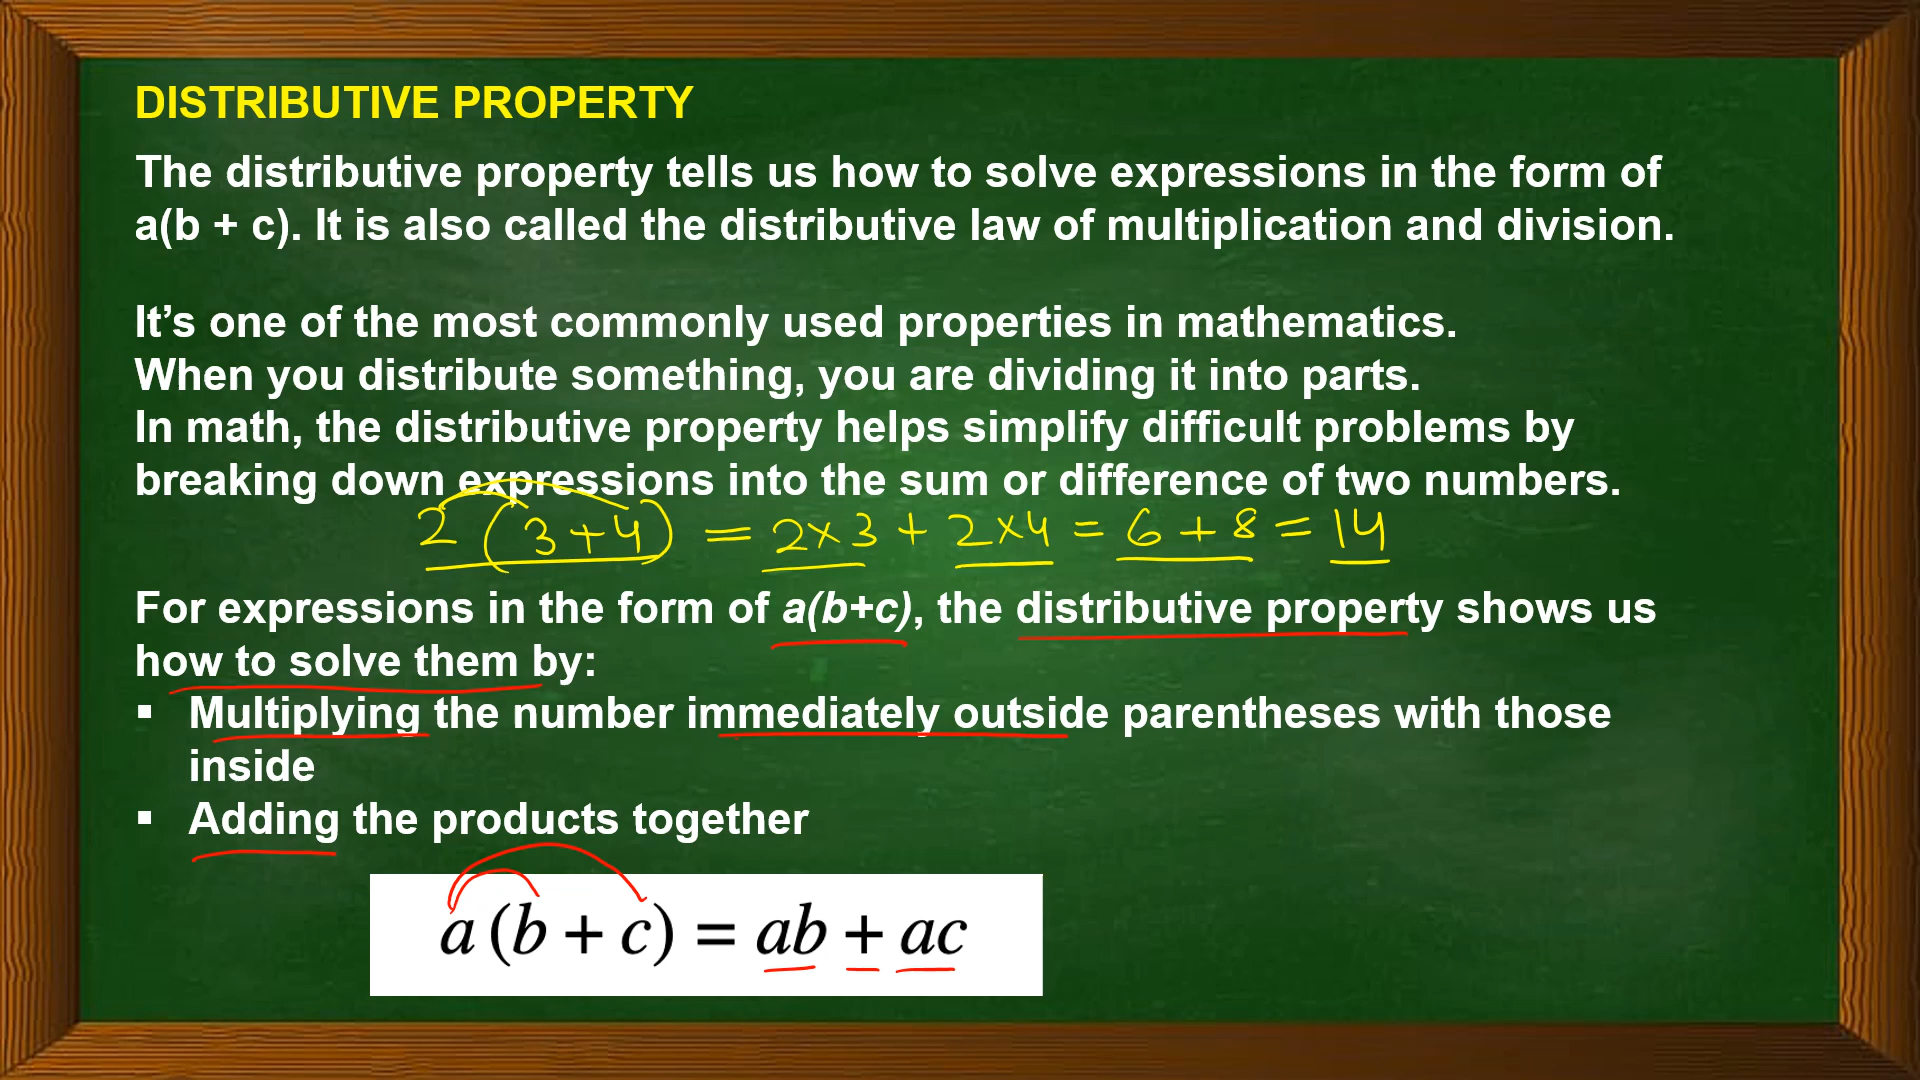 DISTRIBUTIVE PROPERTY
The distributive property tells us how to solve expressions in the form of
a(b + c). It is also called the distributive law of multiplication and division.
It’s one of the most commonly used properties in mathematics.
When you distribute something, you are dividing it into parts.
In math, the distributive property helps simplify difficult problems by
breaking down expressions into the sum or difference of two numbers.
2 (3+4) = 2×3 + 2×4 = 6 + 8 = 14
For expressions in the form of a(b+c), the distributive property shows us
how to solve them by:
▪ Multiplying the number immediately outside parentheses with those
inside
▪ Adding the products together
a (b + c) = ab + ac